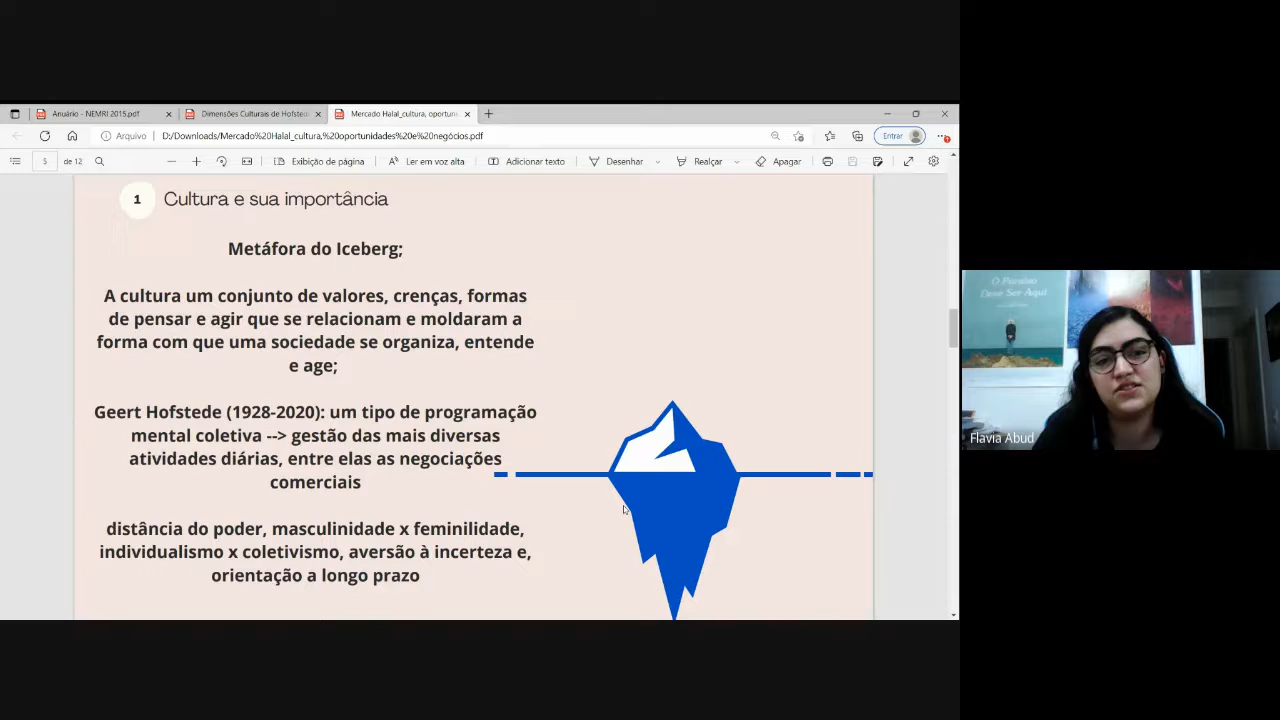 Anuário - NEMRI 2015.pdf
Dimensões Culturais de Hofsted
Mercado Halal_cultura, oportun
Arquivo
D:/Downloads/Mercado%20Halal_cultura,%20oportunidades%20e%20negócios.pdf
Entrar
5 de 12
Exibição de página
Ler em voz alta
Adicionar texto
Desenhar
Realçar
Apagar
1 Cultura e sua importância
Metáfora do Iceberg;
A cultura um conjunto de valores, crenças, formas
de pensar e agir que se relacionam e moldaram a
forma com que uma sociedade se organiza, entende
e age;
Geert Hofstede (1928-2020): um tipo de programação
mental coletiva --> gestão das mais diversas
atividades diárias, entre elas as negociações
comerciais
distância do poder, masculinidade x feminilidade,
individualismo x coletivismo, aversão à incerteza e,
orientação a longo prazo
O Paraíso
Deve Ser Aqui
Flavia Abud